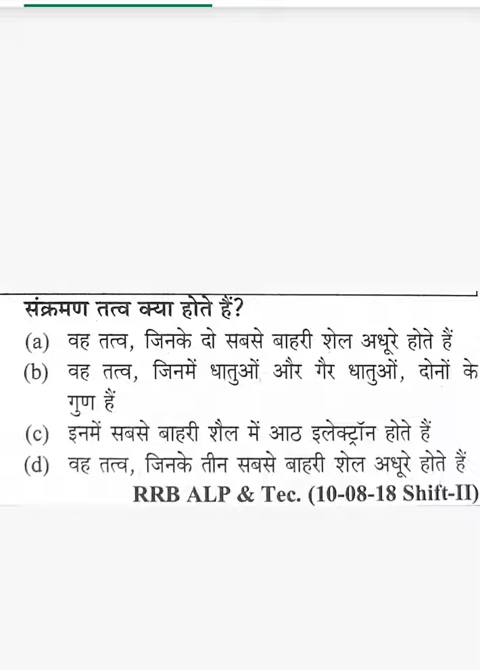 संक्रमण तत्व क्या होते हैं?
(a) वह तत्व, जिनके दो सबसे बाहरी शेल अधूरे होते हैं
(b) वह तत्व, जिनमें धातुओं और गैर धातुओं, दोनों के
गुण हैं
(c) इनमें सबसे बाहरी शैल में आठ इलेक्ट्रॉन होते हैं
(d) वह तत्व, जिनके तीन सबसे बाहरी शेल अधूरे होते हैं
RRB ALP & Tec. (10-08-18 Shift-II)